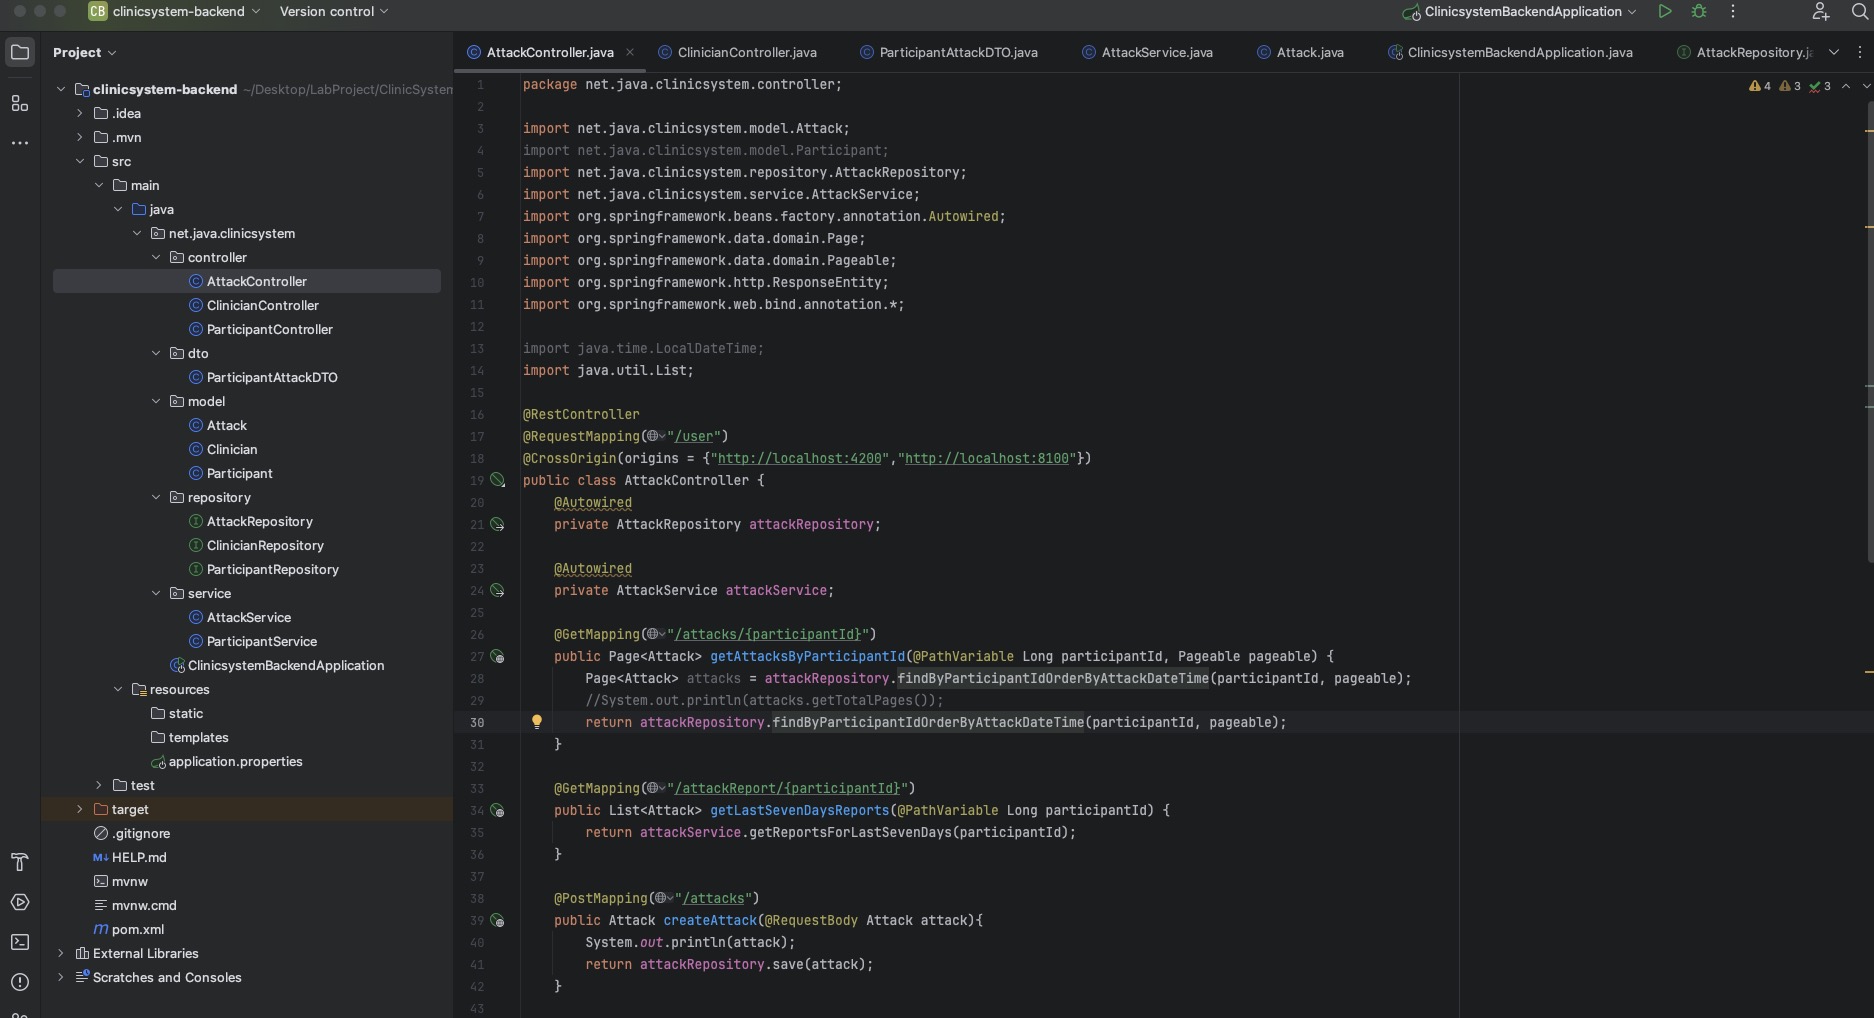 CB clinicsystem-backend Version control ClinicsystemBackendApplication
Project
clinicsystem-backend ~/Desktop/LabProject/ClinicSystem
.idea
.mvn
src
main
java
net.java.clinicsystem
controller
AttackController
ClinicianController
ParticipantController
dto
ParticipantAttackDTO
model
Attack
Clinician
Participant
repository
AttackRepository
ClinicianRepository
ParticipantRepository
service
AttackService
ParticipantService
ClinicsystemBackendApplication
resources
static
templates
application.properties
test
target
.gitignore
M↓ HELP.md
mvnw
mvnw.cmd
m pom.xml
External Libraries
Scratches and Consoles
AttackController.java ClinicianController.java ParticipantAttackDTO.java AttackService.java Attack.java ClinicsystemBackendApplication.java AttackRepository.ja
4 3 3
1 package net.java.clinicsystem.controller;
2
3 import net.java.clinicsystem.model.Attack;
4 import net.java.clinicsystem.model.Participant;
5 import net.java.clinicsystem.repository.AttackRepository;
6 import net.java.clinicsystem.service.AttackService;
7 import org.springframework.beans.factory.annotation.Autowired;
8 import org.springframework.data.domain.Page;
9 import org.springframework.data.domain.Pageable;
10 import org.springframework.http.ResponseEntity;
11 import org.springframework.web.bind.annotation.*;
12
13 import java.time.LocalDateTime;
14 import java.util.List;
15
16 @RestController
17 @RequestMapping("/user")
18 @CrossOrigin(origins = {"http://localhost:4200","http://localhost:8100"})
19 public class AttackController {
20 @Autowired
21 private AttackRepository attackRepository;
22
23 @Autowired
24 private AttackService attackService;
25
26 @GetMapping("/attacks/{participantId}")
27 public Page<Attack> getAttacksByParticipantId(@PathVariable Long participantId, Pageable pageable) {
28 Page<Attack> attacks = attackRepository.findByParticipantIdOrderByAttackDateTime(participantId, pageable);
29 //System.out.println(attacks.getTotalPages());
30 return attackRepository.findByParticipantIdOrderByAttackDateTime(participantId, pageable);
31 }
32
33 @GetMapping("/attackReport/{participantId}")
34 public List<Attack> getLastSevenDaysReports(@PathVariable Long participantId) {
35 return attackService.getReportsForLastSevenDays(participantId);
36 }
37
38 @PostMapping("/attacks")
39 public Attack createAttack(@RequestBody Attack attack){
40 System.out.println(attack);
41 return attackRepository.save(attack);
42 }
43